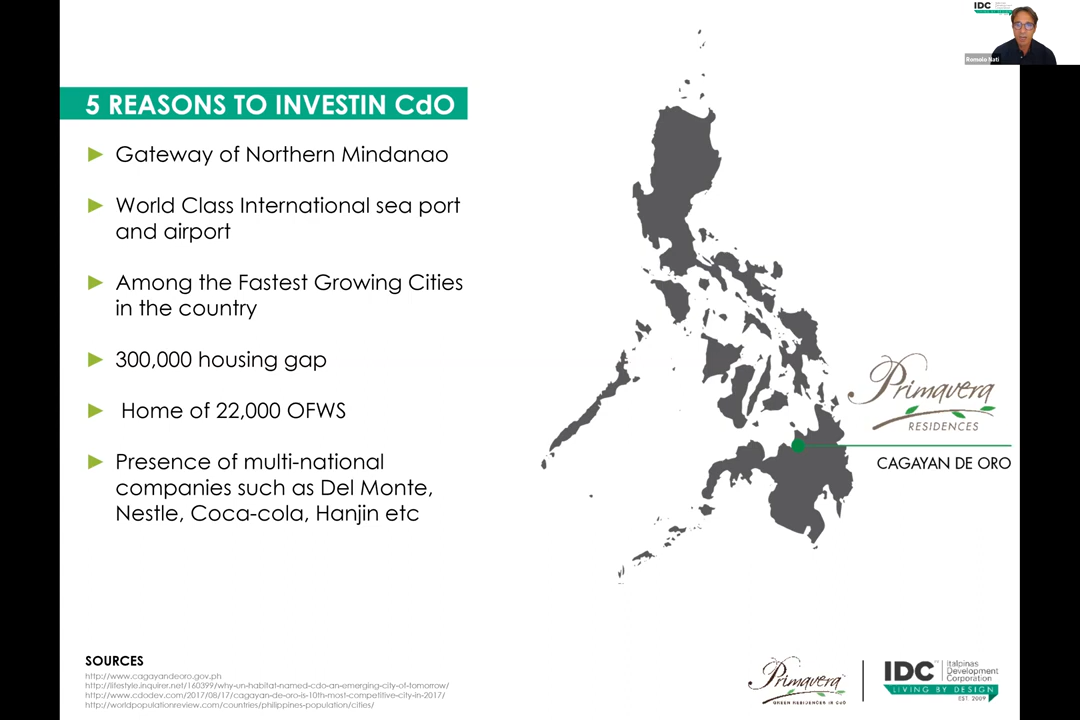 IDC
LIVING BY DESIGN
Romolo Nati
5 REASONS TO INVESTIN CdO
Gateway of Northern Mindanao
World Class International sea port
and airport
Among the Fastest Growing Cities
in the country
300,000 housing gap
Home of 22,000 OFWS
Presence of multi-national
companies such as Del Monte,
Nestle, Coca-cola, Hanjin etc
Primavera
RESIDENCES
CAGAYAN DE ORO
SOURCES
http://www.cagayandeoro.gov.ph
http://lifestyle.inquirer.net/160399/why-un-habitat-named-cdo-an-emerging-city-of-tomorrow/
http://www.cdodev.com/2017/08/17/cagayan-de-oro-is-10th-most-competitive-city-in-2017/
http://worldpopulationreview.com/countries/philippines-population/cities/
Primavera
GREEN RESIDENCES IN CDO
IDC
Italpinas
Development
Corporation
LIVING BY DESIGN
EST. 2009